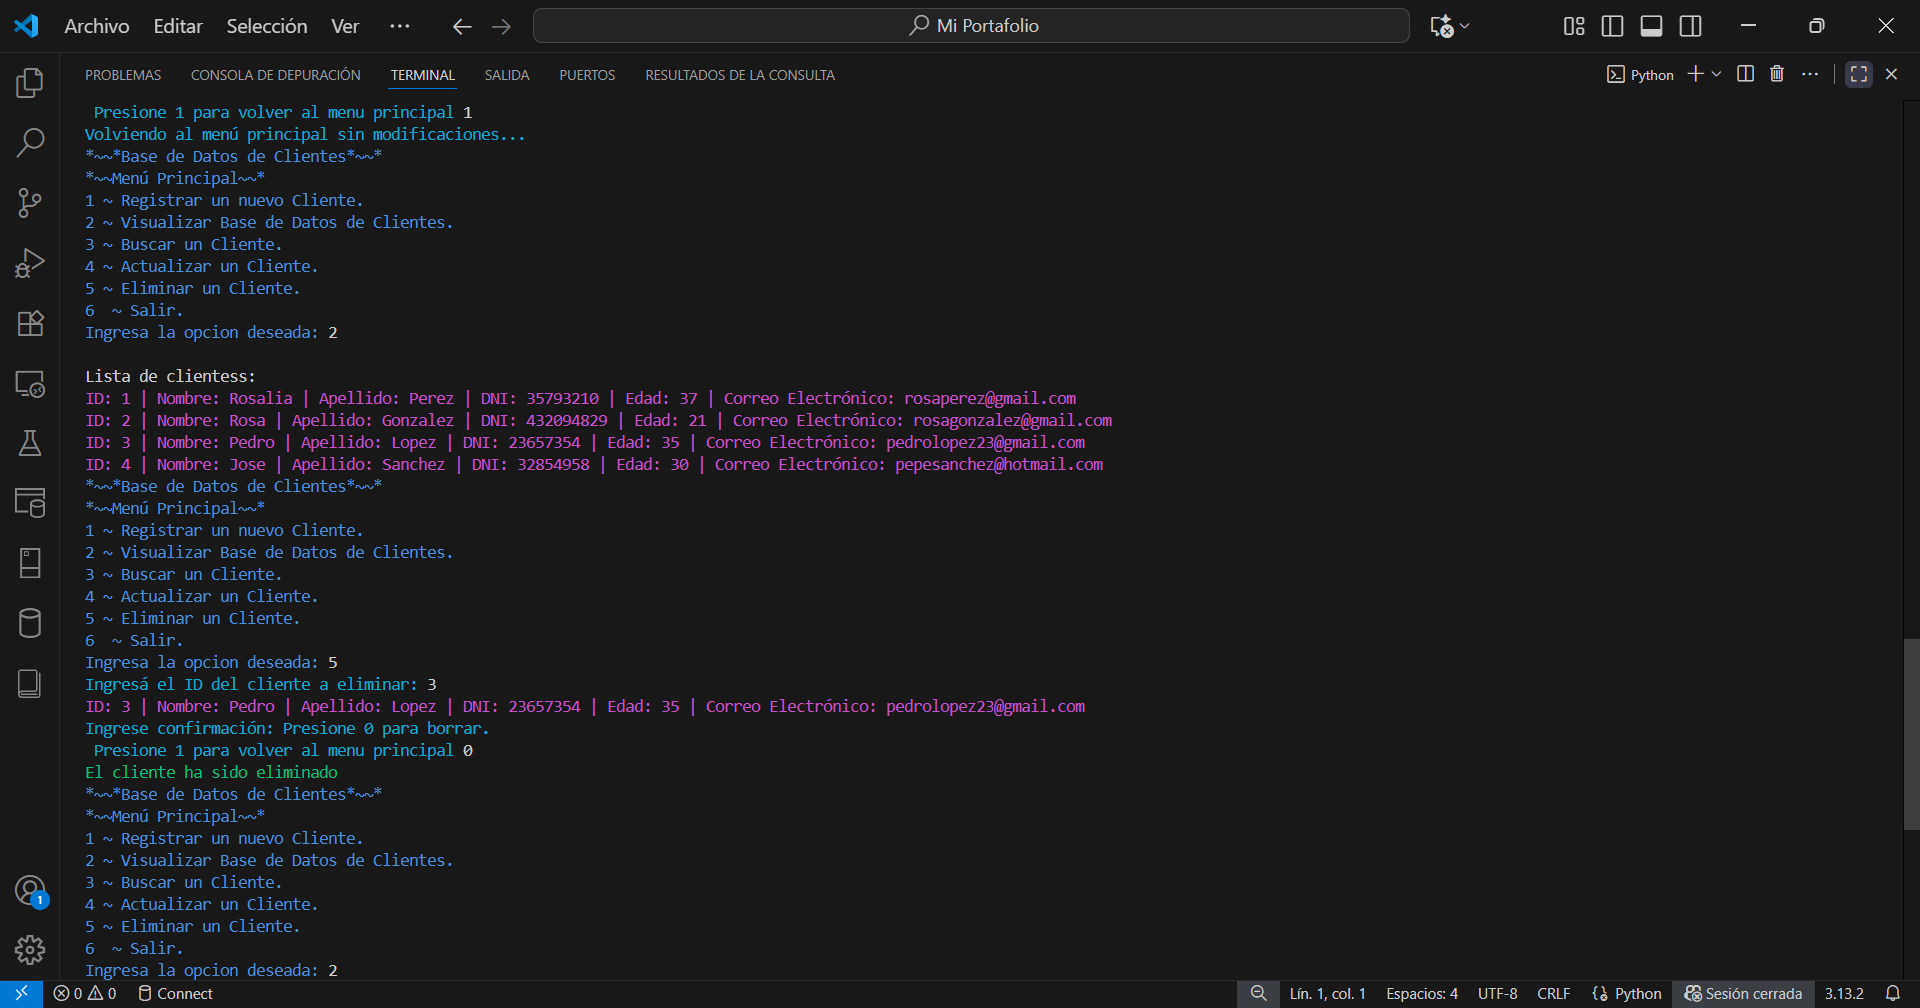 Archivo Editar Selección Ver ··· Mi Portafolio
PROBLEMAS CONSOLA DE DEPURACIÓN TERMINAL SALIDA PUERTOS RESULTADOS DE LA CONSULTA Python
Presione 1 para volver al menu principal 1
Volviendo al menú principal sin modificaciones...
*~~*Base de Datos de Clientes*~~*
*~~Menú Principal~~*
1 ~ Registrar un nuevo Cliente.
2 ~ Visualizar Base de Datos de Clientes.
3 ~ Buscar un Cliente.
4 ~ Actualizar un Cliente.
5 ~ Eliminar un Cliente.
6  ~ Salir.
Ingresa la opcion deseada: 2
Lista de clientess:
ID: 1 | Nombre: Rosalia | Apellido: Perez | DNI: 35793210 | Edad: 37 | Correo Electrónico: rosaperez@gmail.com
ID: 2 | Nombre: Rosa | Apellido: Gonzalez | DNI: 432094829 | Edad: 21 | Correo Electrónico: rosagonzalez@gmail.com
ID: 3 | Nombre: Pedro | Apellido: Lopez | DNI: 23657354 | Edad: 35 | Correo Electrónico: pedrolopez23@gmail.com
ID: 4 | Nombre: Jose | Apellido: Sanchez | DNI: 32854958 | Edad: 30 | Correo Electrónico: pepesanchez@hotmail.com
*~~*Base de Datos de Clientes*~~*
*~~Menú Principal~~*
1 ~ Registrar un nuevo Cliente.
2 ~ Visualizar Base de Datos de Clientes.
3 ~ Buscar un Cliente.
4 ~ Actualizar un Cliente.
5 ~ Eliminar un Cliente.
6  ~ Salir.
Ingresa la opcion deseada: 5
Ingresá el ID del cliente a eliminar: 3
ID: 3 | Nombre: Pedro | Apellido: Lopez | DNI: 23657354 | Edad: 35 | Correo Electrónico: pedrolopez23@gmail.com
Ingrese confirmación: Presione 0 para borrar.
Presione 1 para volver al menu principal 0
El cliente ha sido eliminado
*~~*Base de Datos de Clientes*~~*
*~~Menú Principal~~*
1 ~ Registrar un nuevo Cliente.
2 ~ Visualizar Base de Datos de Clientes.
3 ~ Buscar un Cliente.
4 ~ Actualizar un Cliente.
5 ~ Eliminar un Cliente.
6  ~ Salir.
Ingresa la opcion deseada: 2
1
0 0 Connect Lín. 1, col. 1 Espacios: 4 UTF-8 CRLF Python Sesión cerrada 3.13.2